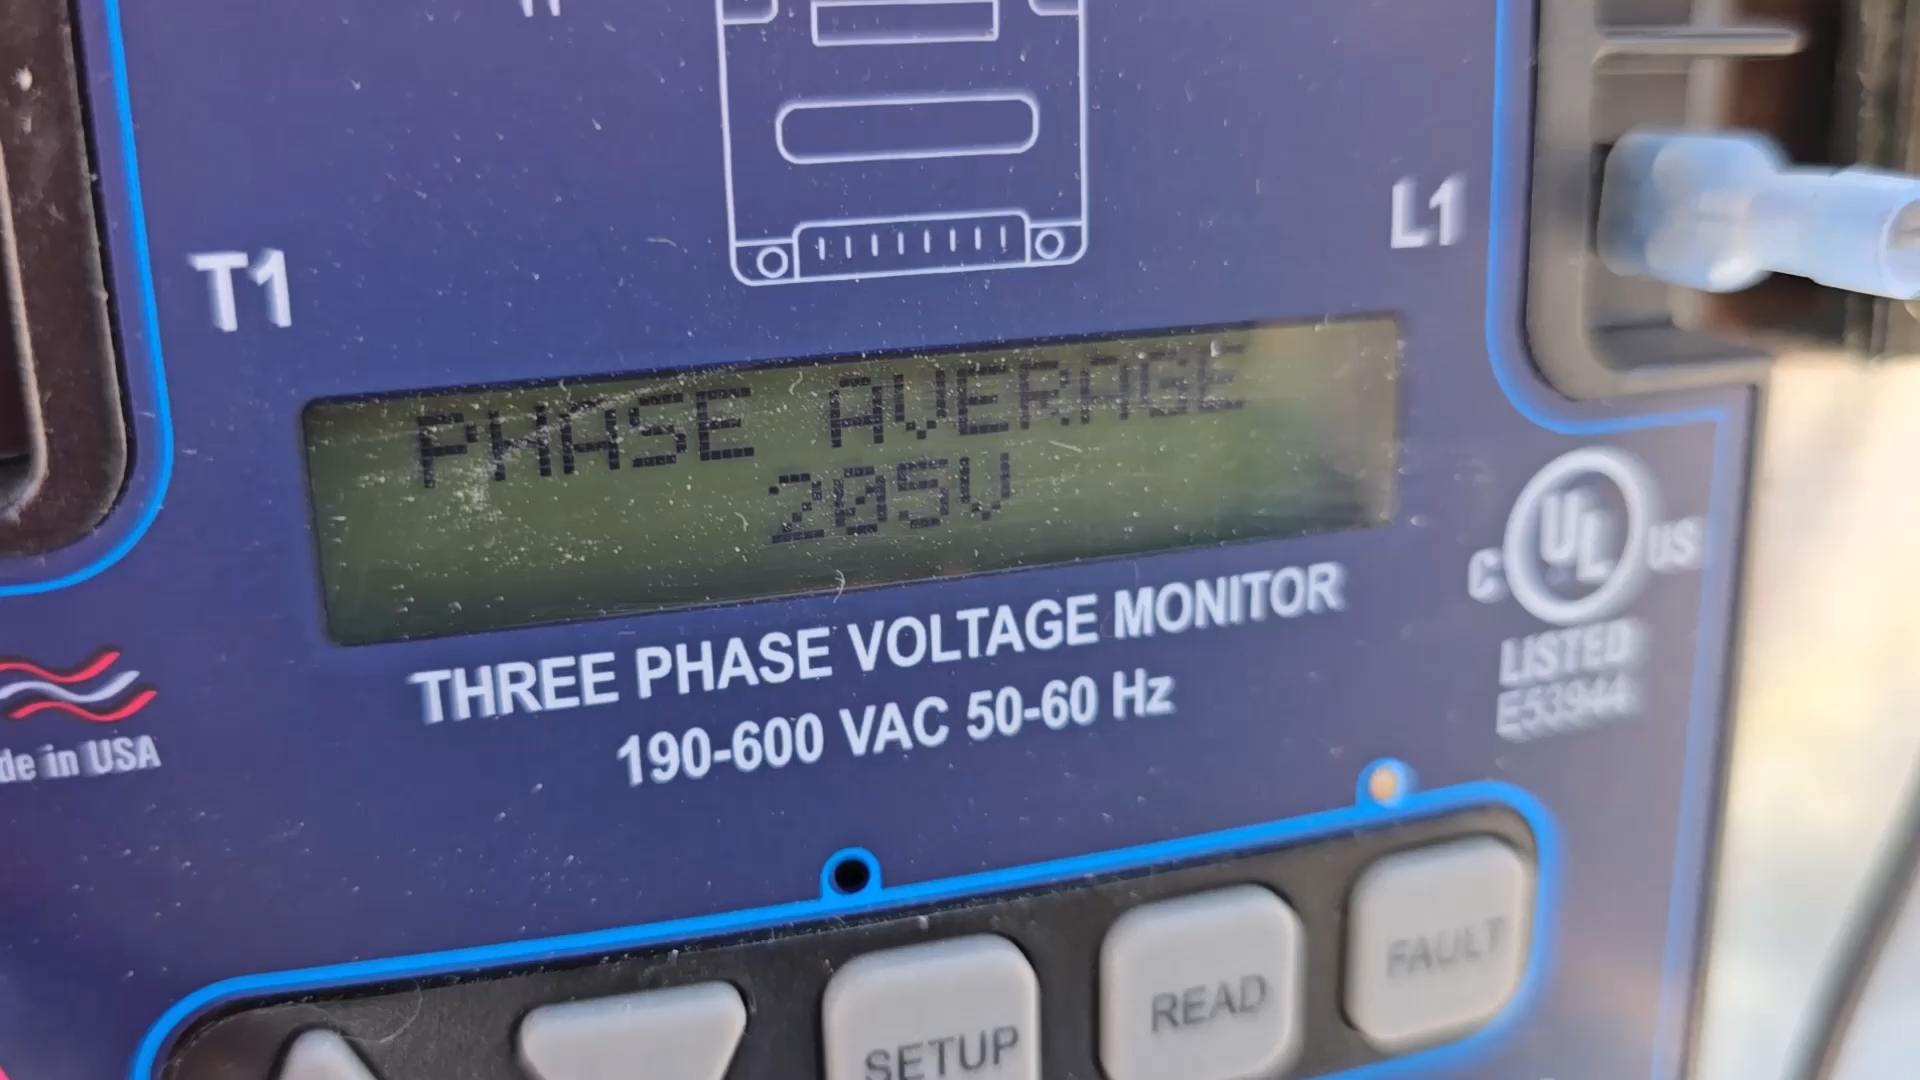 T1
L1
PHASE AVERAGE
205V
THREE PHASE VOLTAGE MONITOR
190-600 VAC 50-60 Hz
C UL US
LISTED
E53944
de in USA
SETUP
READ
FAULT